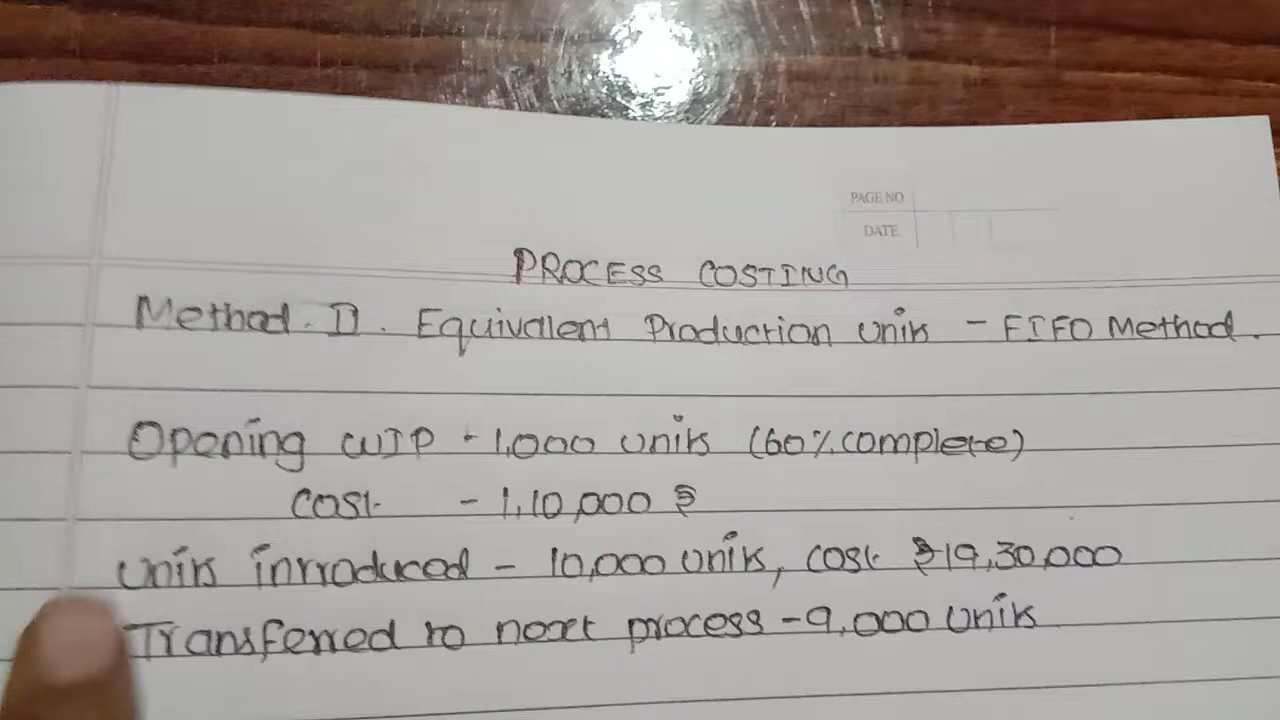 PAGE NO
DATE
PROCESS COSTING
Method. II. Equivalent Production units - FIFO Method.
Opening WIP - 1,000 units (60% complete)
Cost - 1,10,000 ₹
Units introduced - 10,000 units, cost ₹19,30,000
Transferred to next process - 9,000 units